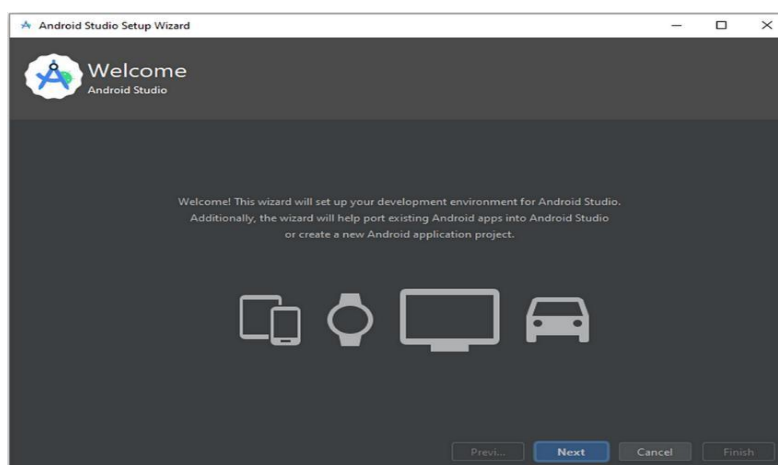 Android Studio Setup Wizard
Welcome
Android Studio
Welcome! This wizard will set up your development environment for Android Studio.
Additionally, the wizard will help port existing Android apps into Android Studio
or create a new Android application project.
Previ... Next Cancel Finish